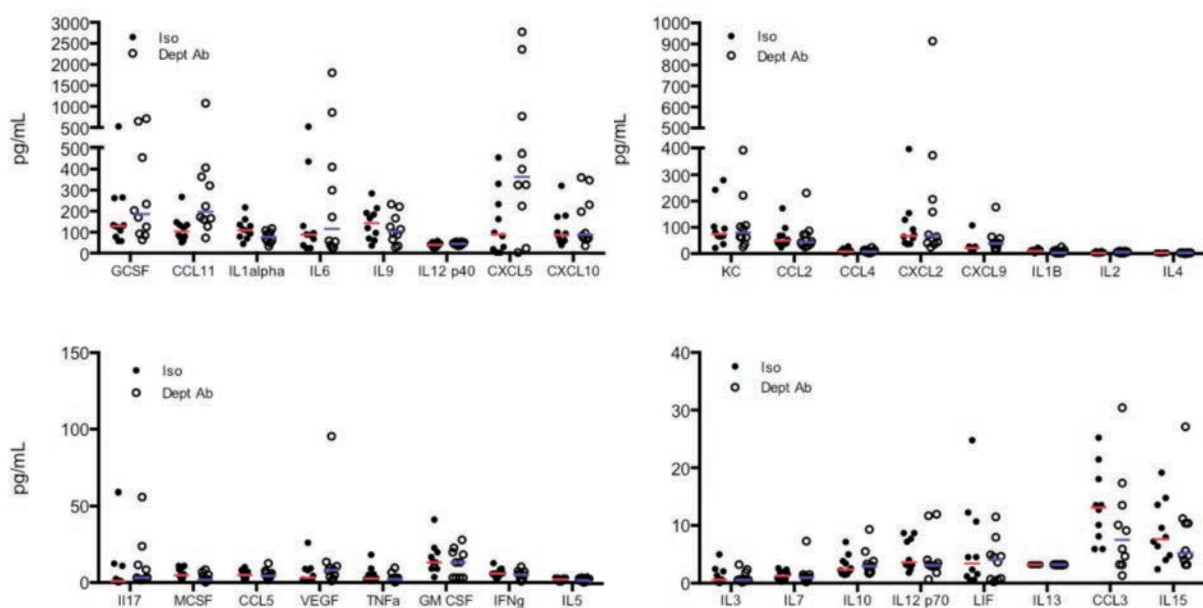 3000
2500
2000
1500
1000
500
500
400
300
200
100
0
pg/mL
Iso
Dept Ab
GCSF CCL11 IL1alpha IL6 IL9 IL12 p40 CXCL5 CXCL10
1000
900
800
700
600
500
400
300
200
100
0
pg/mL
Iso
Dept Ab
KC CCL2 CCL4 CXCL2 CXCL9 IL1B IL2 IL4
150
100
50
0
pg/mL
Iso
Dept Ab
Il17 MCSF CCL5 VEGF TNFa GM CSF IFNg IL5
40
30
20
10
0
Iso
Dept Ab
IL3 IL7 IL10 IL12 p70 LIF IL13 CCL3 IL15